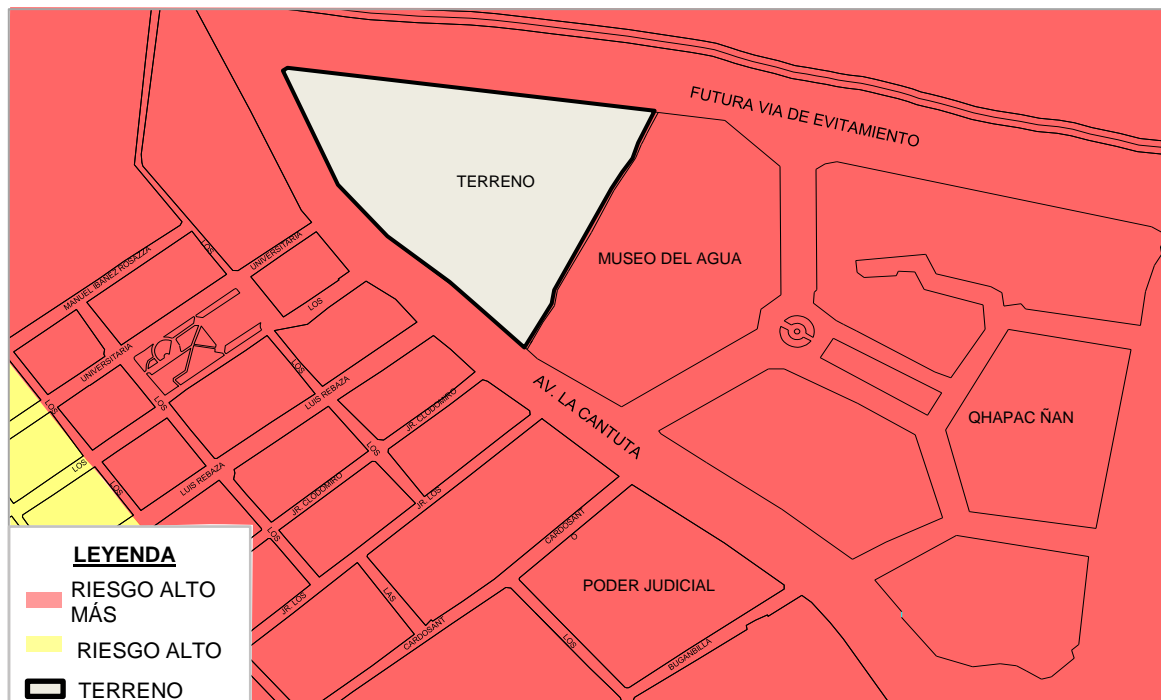 FUTURA VIA DE EVITAMIENTO
TERRENO
MUSEO DEL AGUA
MANUEL IBAÑEZ ROSAZZA
LOS
UNIVERSITARIA
LOS
UNIVERSITARIA
LOS
LUIS REBAZA
AV. LA CANTUTA
JR. CLODOMIRO
QHAPAC ÑAN
LOS
LOS
LOS
LOS
LOS
LUIS REBAZA
JR. CLODOMIRO
JR. LOS
LOS
CARDOSANT
O
PODER JUDICIAL
JR. LOS
LAS
CARDOSANT
LOS
BUGANBILLA
LEYENDA
RIESGO ALTO
MÁS
RIESGO ALTO
TERRENO